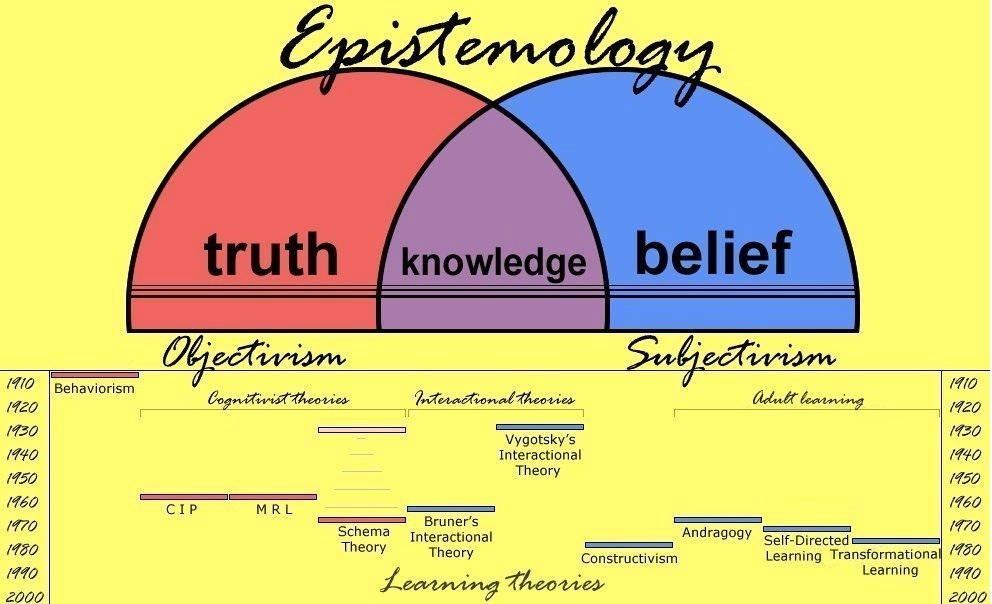 Epistemology
truth
knowledge
belief
Objectivism
Subjectivism
1910
1920
1930
1940
1950
1960
1970
1980
1990
2000
Behaviorism
Cognitivist theories
C I P
M R L
Schema
Theory
Interactional theories
Bruner's
Interactional
Theory
Vygotsky's
Interactional
Theory
Constructivism
Adult learning
Andragogy
Self-Directed
Learning
Transformational
Learning
Learning theories
1910
1920
1930
1940
1950
1960
1970
1980
1990
2000